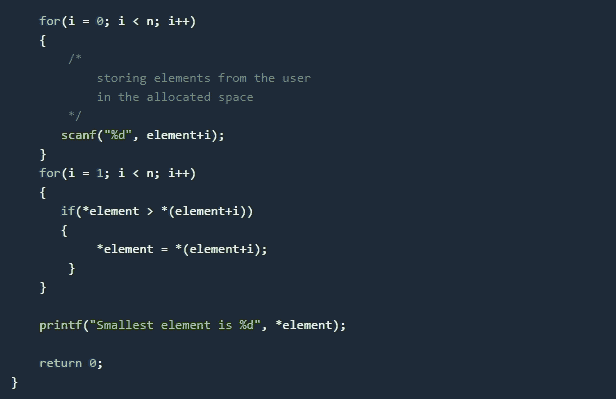 for(i = 0; i < n; i++)
{
/*
storing elements from the user
in the allocated space
*/
scanf("%d", element+i);
}
for(i = 1; i < n; i++)
{
if(*element > *(element+i))
{
*element = *(element+i);
}
}
printf("Smallest element is %d", *element);
return 0;
}